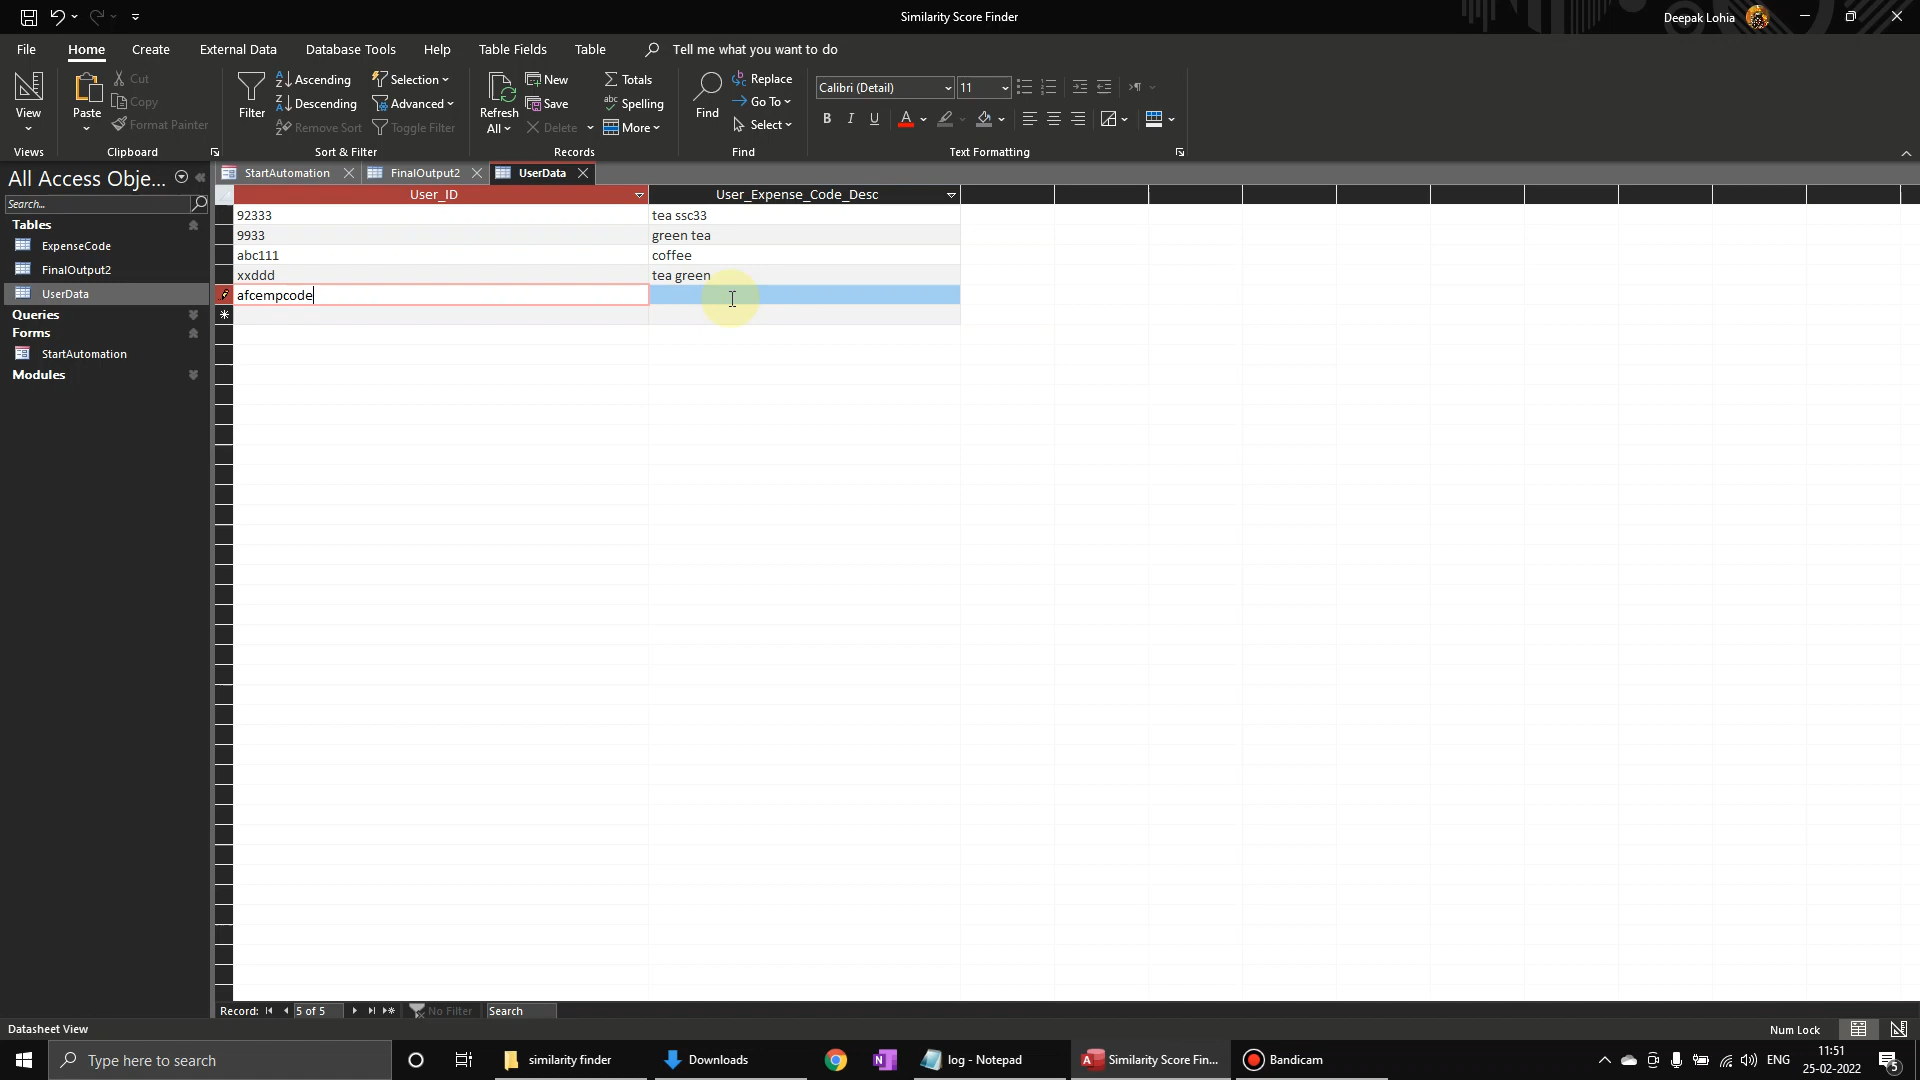 Similarity Score Finder
Deepak Lohia
File Home Create External Data Database Tools Help Table Fields Table Tell me what you want to do
View
Views
Paste
Cut
Copy
Format Painter
Clipboard
Filter
Ascending
Descending
Remove Sort
Selection
Advanced
Toggle Filter
Sort & Filter
Refresh
All
New
Save
Delete
Totals
Spelling
More
Records
Find
Replace
Go To
Select
Find
Calibri (Detail) 11
B I U A
Text Formatting
All Access Obje...
Search...
Tables
ExpenseCode
FinalOutput2
UserData
Queries
Forms
StartAutomation
Modules
StartAutomation FinalOutput2 UserData
User_ID User_Expense_Code_Desc
92333 tea ssc33
9933 green tea
abc111 coffee
xxddd tea green
afcempcode
Record: 5 of 5 No Filter Search
Datasheet View
Num Lock
Type here to search
similarity finder
Downloads
log - Notepad
Similarity Score Fin...
Bandicam
ENG
11:51
25-02-2022
5